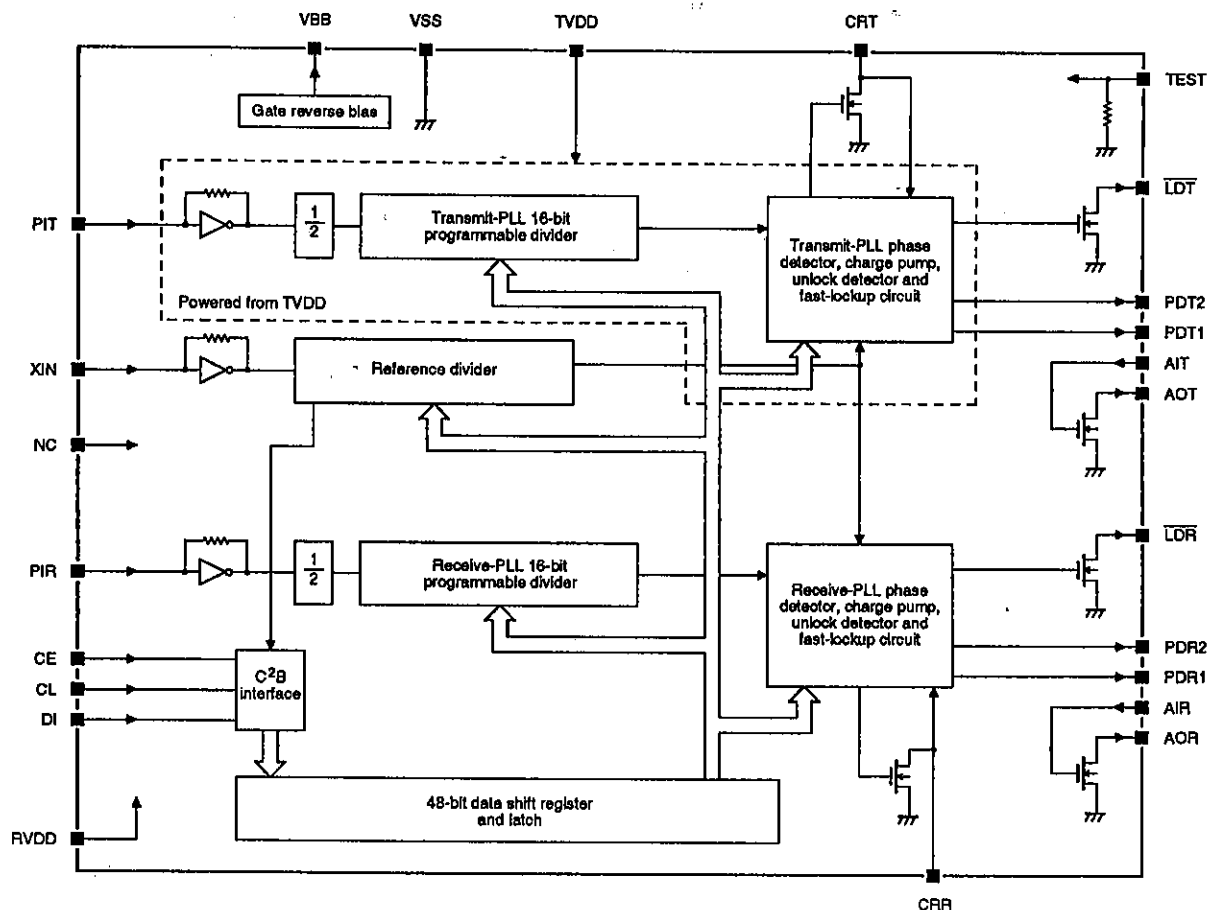 VBB
VSS
TVDD
CRT
TEST
Gate reverse bias
LDT
PIT
1
2
Transmit-PLL 16-bit
programmable divider
Transmit-PLL phase
detector, charge pump,
unlock detector and
fast-lockup circuit
Powered from TVDD
PDT2
PDT1
XIN
Reference divider
AIT
AOT
NC
LDR
PIR
1
2
Receive-PLL 16-bit
programmable divider
Receive-PLL phase
detector, charge pump,
unlock detector and
fast-lockup circuit
PDR2
PDR1
CE
CL
DI
C²B
interface
AIR
AOR
48-bit data shift register
and latch
RVDD
CRR